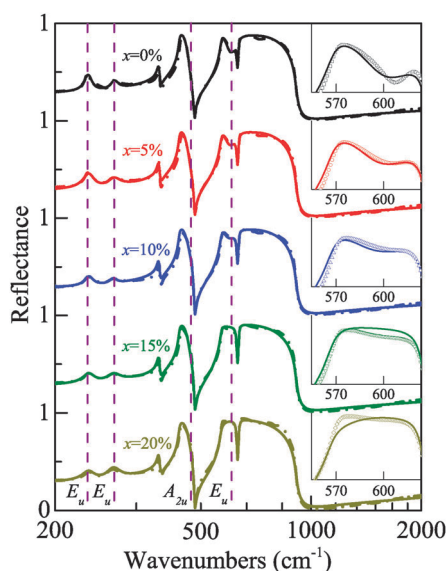 1
x=0%
570 600
1
x=5%
570 600
1
x=10%
570 600
1
x=15%
570 600
1
x=20%
570 600
0
Eu Eu A2u Eu
200 500 1000 2000
Reflectance
Wavenumbers (cm⁻¹)